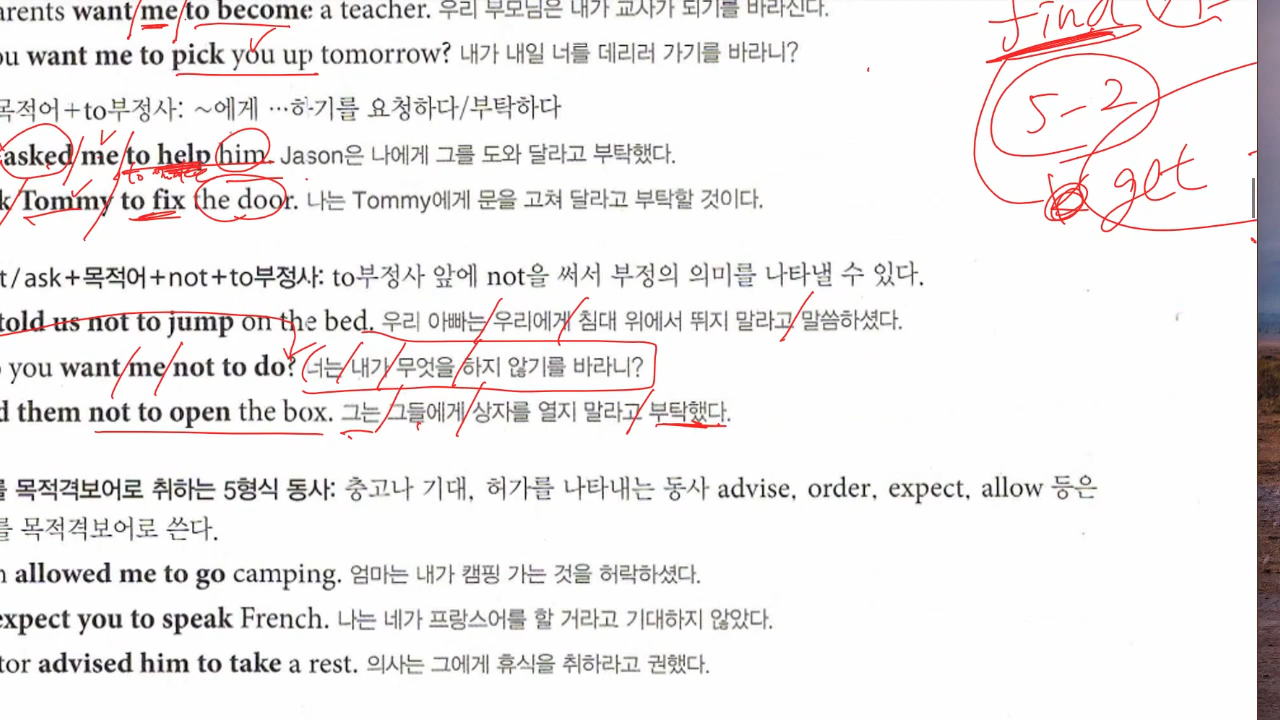 arents want me to become a teacher. 우리 부모님은 내가 교사가 되기를 바라신다.
ou want me to pick you up tomorrow? 내가 내일 너를 데리러 가기를 바라니?
목적어+to부정사: ~에게 …하기를 요청하다/부탁하다
asked me to help him. Jason은 나에게 그를 도와 달라고 부탁했다.
k Tommy to fix the door. 나는 Tommy에게 문을 고쳐 달라고 부탁할 것이다.
t/ask+목적어+not+to부정사: to부정사 앞에 not을 써서 부정의 의미를 나타낼 수 있다.
told us not to jump on the bed. 우리 아빠는 우리에게 침대 위에서 뛰지 말라고 말씀하셨다.
o you want me not to do? 너는 내가 무엇을 하지 않기를 바라니?
d them not to open the box. 그는 그들에게 상자를 열지 말라고 부탁했다.
를 목적격보어로 취하는 5형식 동사: 충고나 기대, 허가를 나타내는 동사 advise, order, expect, allow 등은
를 목적격보어로 쓴다.
n allowed me to go camping. 엄마는 내가 캠핑 가는 것을 허락하셨다.
expect you to speak French. 나는 네가 프랑스어를 할 거라고 기대하지 않았다.
tor advised him to take a rest. 의사는 그에게 휴식을 취하라고 권했다.
find
5-2
get